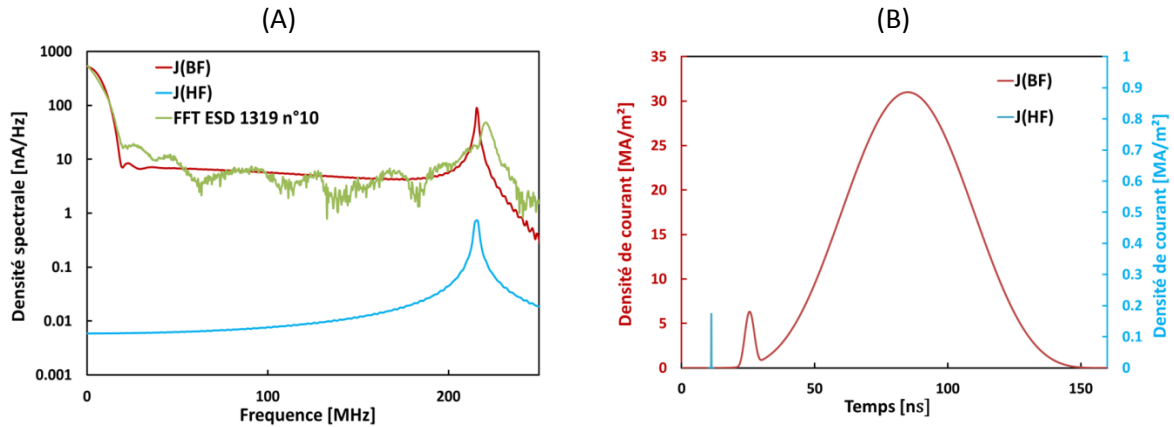 (A)
1000
100
10
1
0.1
0.01
0.001
Densité spectrale [nA/Hz]
J(BF)
J(HF)
FFT ESD 1319 n°10
0
100
200
Frequence [MHz]
(B)
35
30
25
20
15
10
5
0
Densité de courant [MA/m²]
J(BF)
J(HF)
1
0.9
0.8
0.7
0.6
0.5
0.4
0.3
0.2
0.1
0
Densité de courant [MA/m²]
0
50
100
150
Temps [ns]